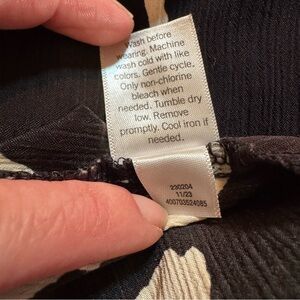 Wash before
wearing. Machine
wash cold with like
colors. Gentle cycle.
Only non-chlorine
bleach when
needed. Tumble dry
low. Remove
promptly. Cool iron if
needed.
230204
11/23
400703524085